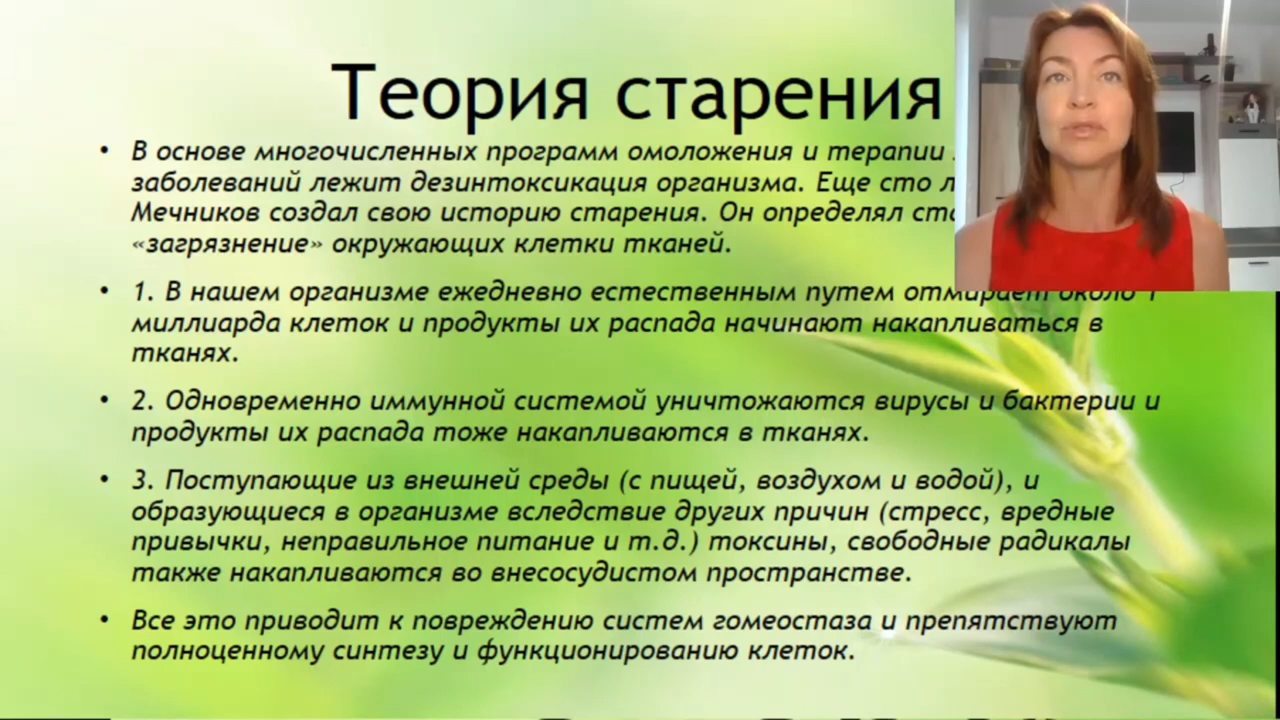 Теория старения
• В основе многочисленных программ омоложения и терапии
заболеваний лежит дезинтоксикация организма. Еще сто
Мечников создал свою историю старения. Он определял
«загрязнение» окружающих клетки тканей.
• 1. В нашем организме ежедневно естественным путем отмирает около 1
миллиарда клеток и продукты их распада начинают накапливаться в
тканях.
• 2. Одновременно иммунной системой уничтожаются вирусы и бактерии и
продукты их распада тоже накапливаются в тканях.
• 3. Поступающие из внешней среды (с пищей, воздухом и водой), и
образующиеся в организме вследствие других причин (стресс, вредные
привычки, неправильное питание и т.д.) токсины, свободные радикалы
также накапливаются во внесосудистом пространстве.
• Все это приводит к повреждению систем гомеостаза и препятствуют
полноценному синтезу и функционированию клеток.